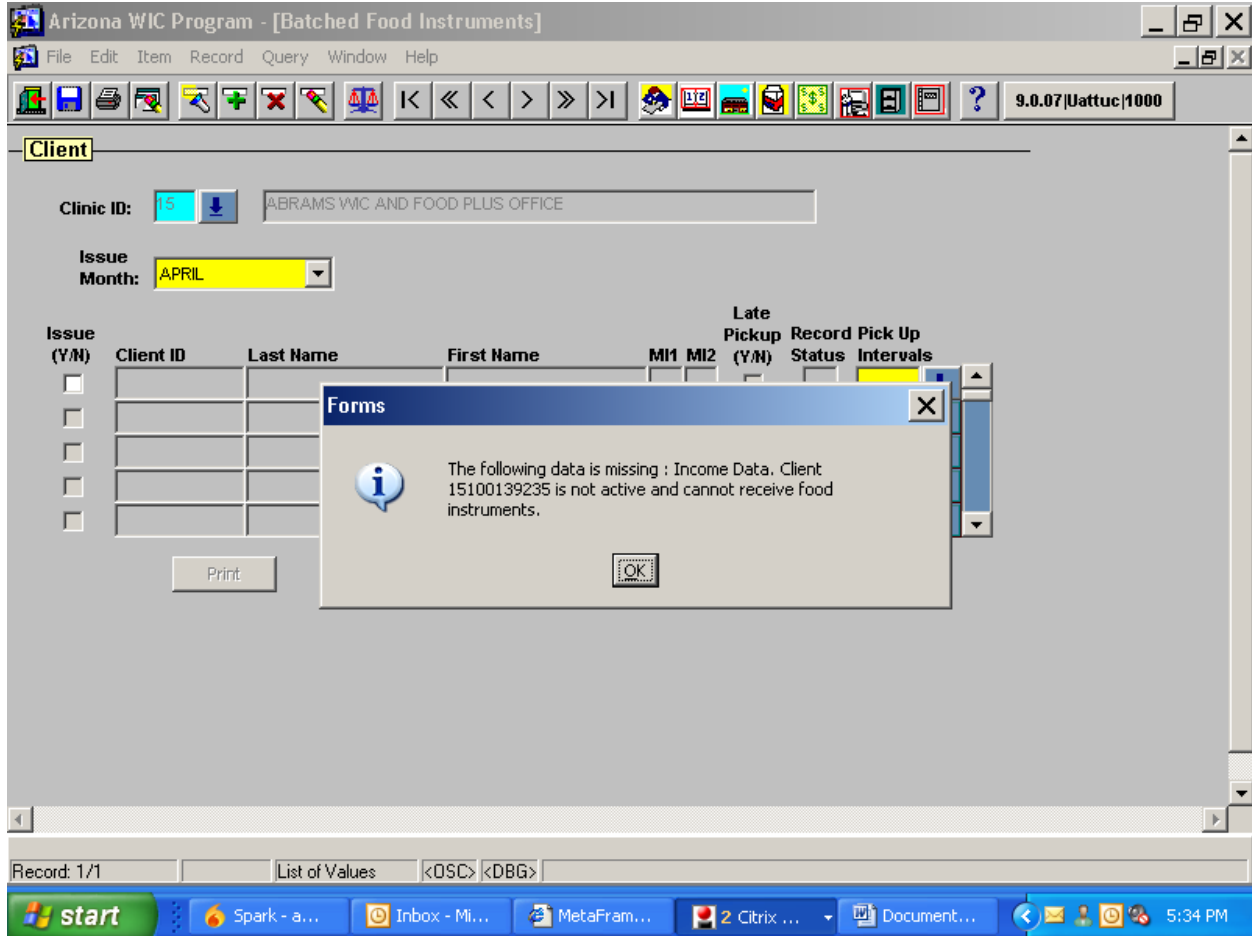 Arizona WIC Program - [Batched Food Instruments]
File Edit Item Record Query Window Help
9.0.07|Uattuc|1000
Client
Clinic ID: 15 ABRAMS WIC AND FOOD PLUS OFFICE
Issue
Month: APRIL
Late
Issue Pickup Record Pick Up
(Y/N) Client ID Last Name First Name MI1 MI2 (Y/N) Status Intervals
Forms
The following data is missing : Income Data. Client
15100139235 is not active and cannot receive food
instruments.
OK
Print
Record: 1/1 List of Values <OSC> <DBG>
start Spark - a... Inbox - Mi... MetaFram... 2 Citrix ... Document... 5:34 PM